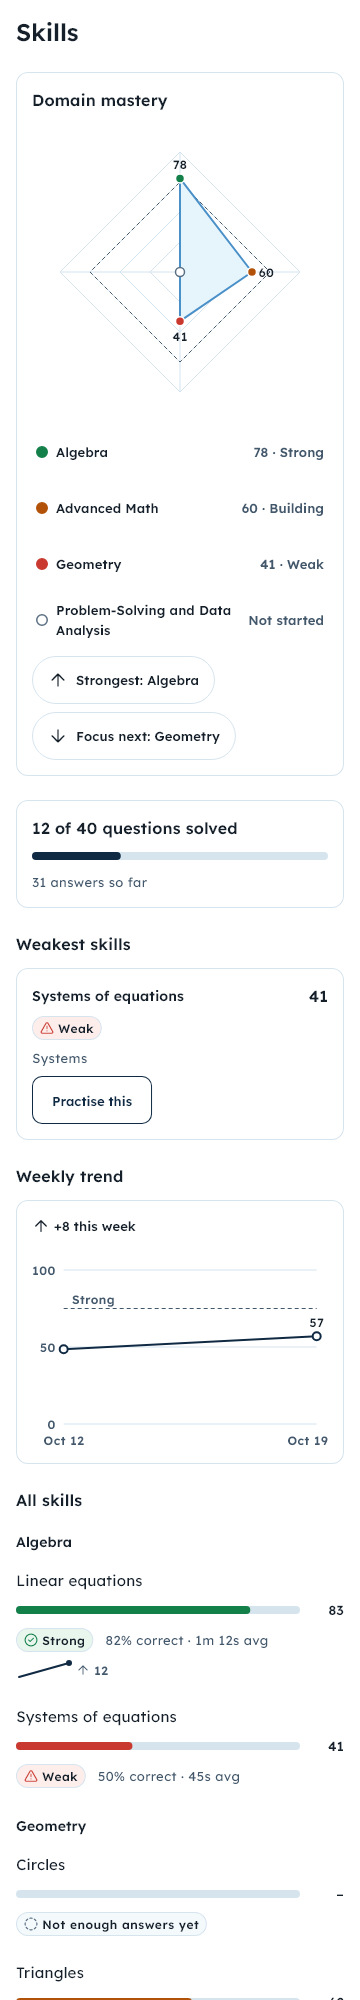 Skills
Domain mastery
78
60
41
Algebra
78 · Strong
Advanced Math
60 · Building
Geometry
41 · Weak
Problem-Solving and Data
Analysis
Not started
Strongest: Algebra
Focus next: Geometry
12 of 40 questions solved
31 answers so far
Weakest skills
Systems of equations
41
Weak
Systems
Practise this
Weekly trend
↑ +8 this week
100
Strong
57
50
0
Oct 12
Oct 19
All skills
Algebra
Linear equations
83
Strong
82% correct · 1m 12s avg
↑ 12
Systems of equations
41
Weak
50% correct · 45s avg
Geometry
Circles
–
Not enough answers yet
Triangles